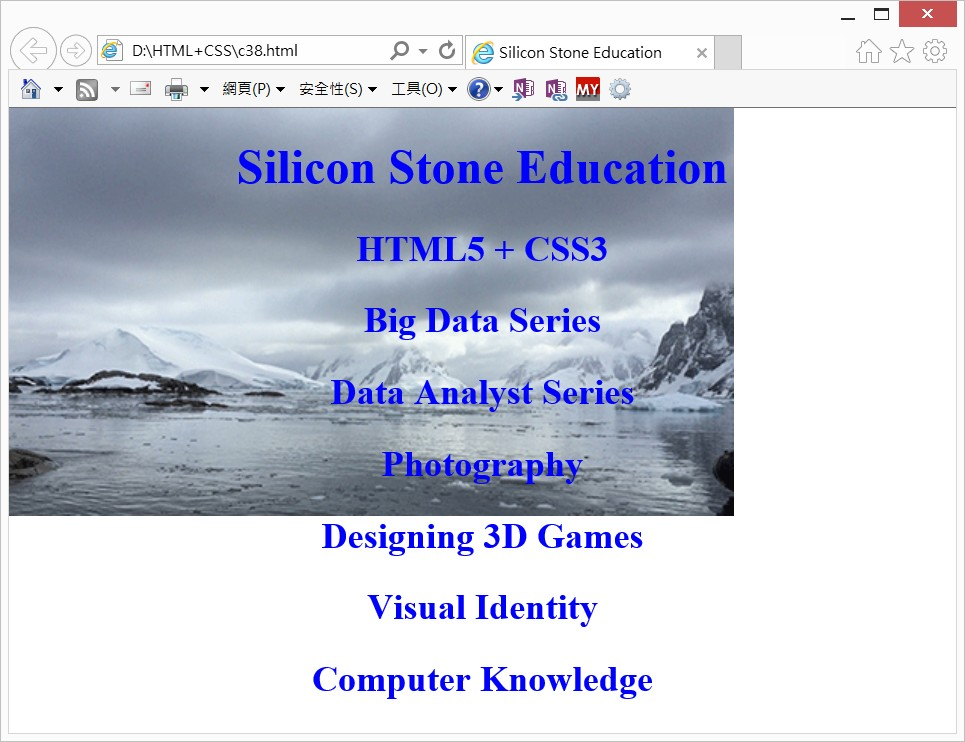 D:\HTML+CSS\c38.html
Silicon Stone Education
網頁(P)
安全性(S)
工具(O)
?
N
N
MY
Silicon Stone Education
HTML5 + CSS3
Big Data Series
Data Analyst Series
Photography
Designing 3D Games
Visual Identity
Computer Knowledge